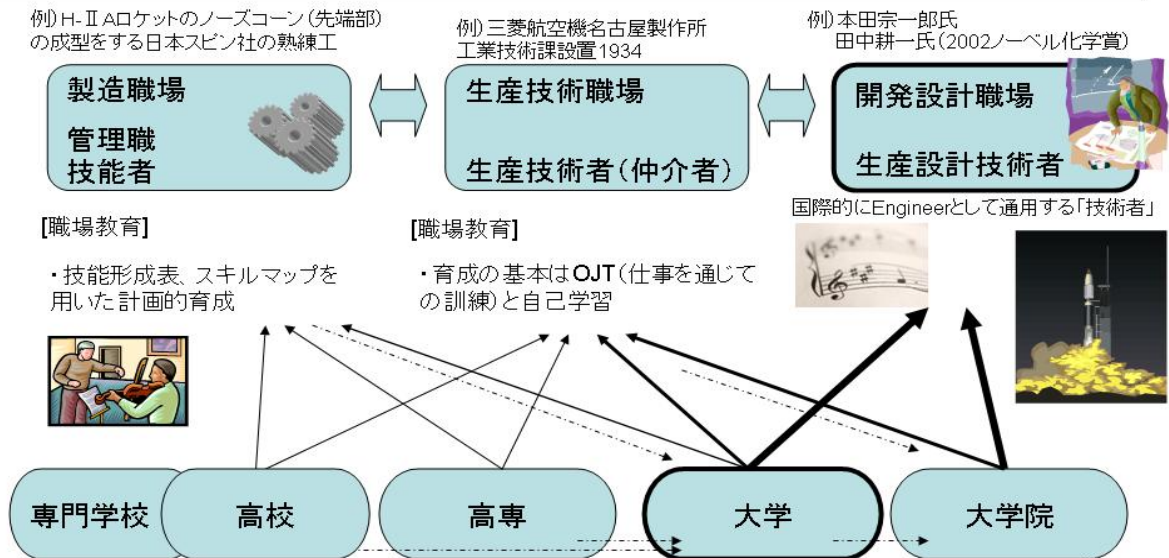 例）H-ⅡAロケットのノーズコーン（先端部）
の成型をする日本スピン社の熟練工
例）三菱航空機名古屋製作所
工業技術課設置1934
例）本田宗一郎氏
田中耕一氏（2002ノーベル化学賞）
製造職場
管理職
技能者
生産技術職場
生産技術者（仲介者）
開発設計職場
生産設計技術者
国際的にEngineerとして通用する「技術者」
[職場教育]
・技能形成表、スキルマップを
用いた計画的育成
[職場教育]
・育成の基本はOJT（仕事を通じて
の訓練）と自己学習
専門学校
高校
高専
大学
大学院